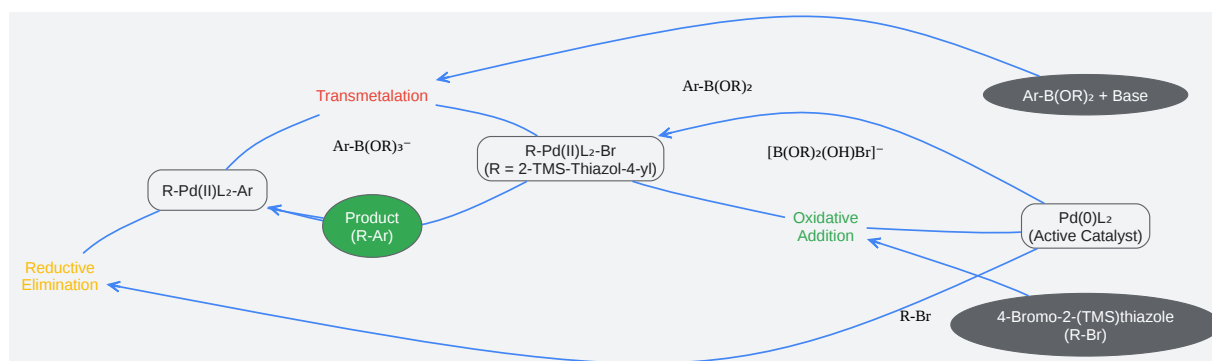 Ar-B(OR)₂
Ar-B(OR)₂ + Base
Transmetalation
Ar-B(OR)₃⁻
R-Pd(II)L₂-Br
(R = 2-TMS-Thiazol-4-yl)
[B(OR)₂(OH)Br]⁻
R-Pd(II)L₂-Ar
Product
(R-Ar)
Oxidative
Addition
Pd(0)L₂
(Active Catalyst)
Reductive
Elimination
R-Br
4-Bromo-2-(TMS)thiazole
(R-Br)